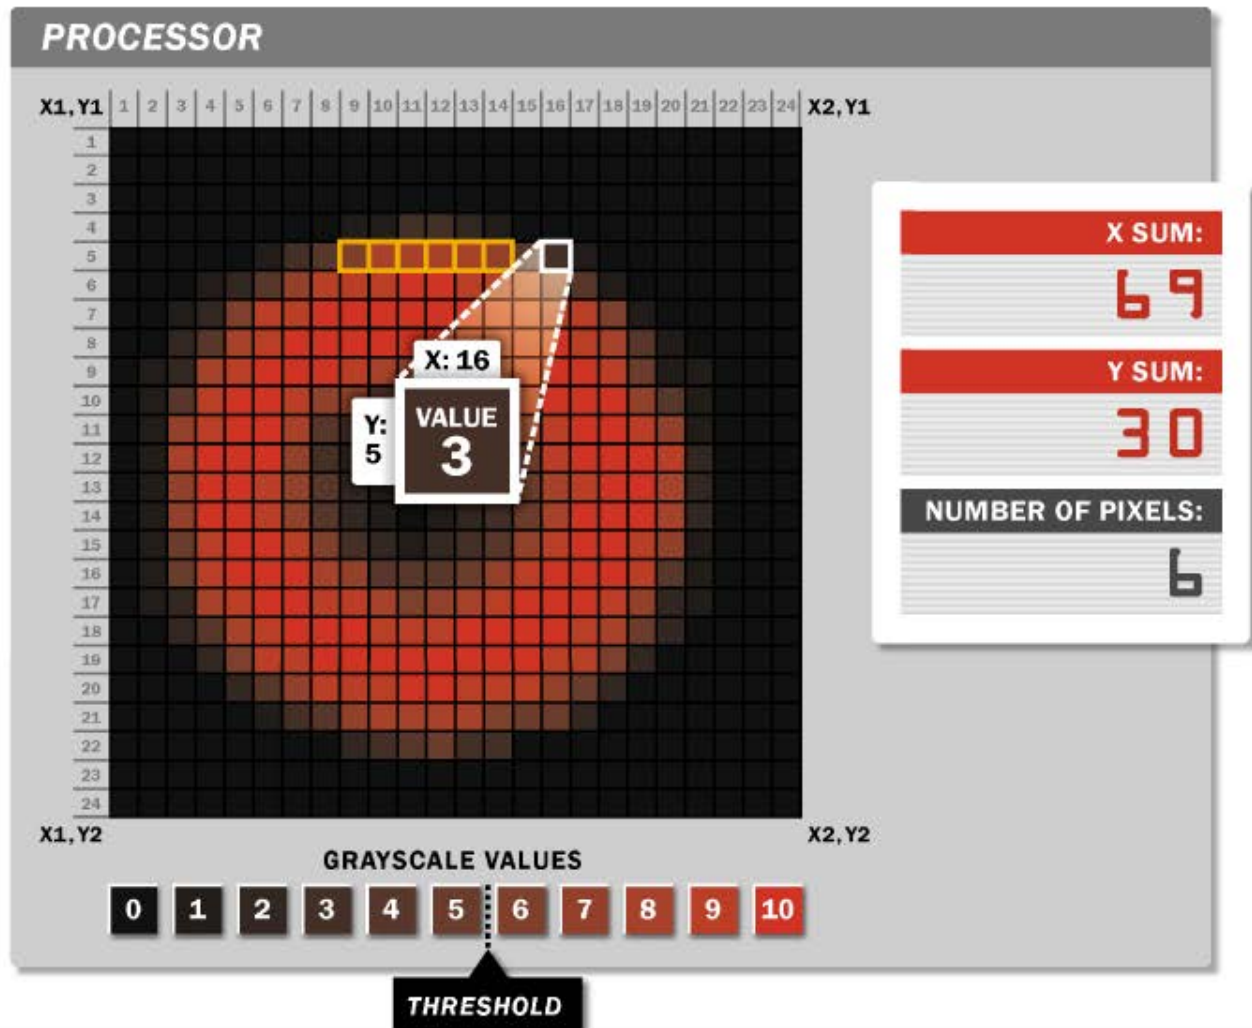 PROCESSOR
X1,Y1 1 2 3 4 5 6 7 8 9 10 11 12 13 14 15 16 17 18 19 20 21 22 23 24 X2,Y1
1
2
3
4
5
6
7
8
9
10
11
12
13
14
15
16
17
18
19
20
21
22
23
24
X: 16
Y:
5
VALUE
3
X1,Y2
X2,Y2
X SUM:
69
Y SUM:
30
NUMBER OF PIXELS:
6
GRAYSCALE VALUES
0 1 2 3 4 5 6 7 8 9 10
THRESHOLD